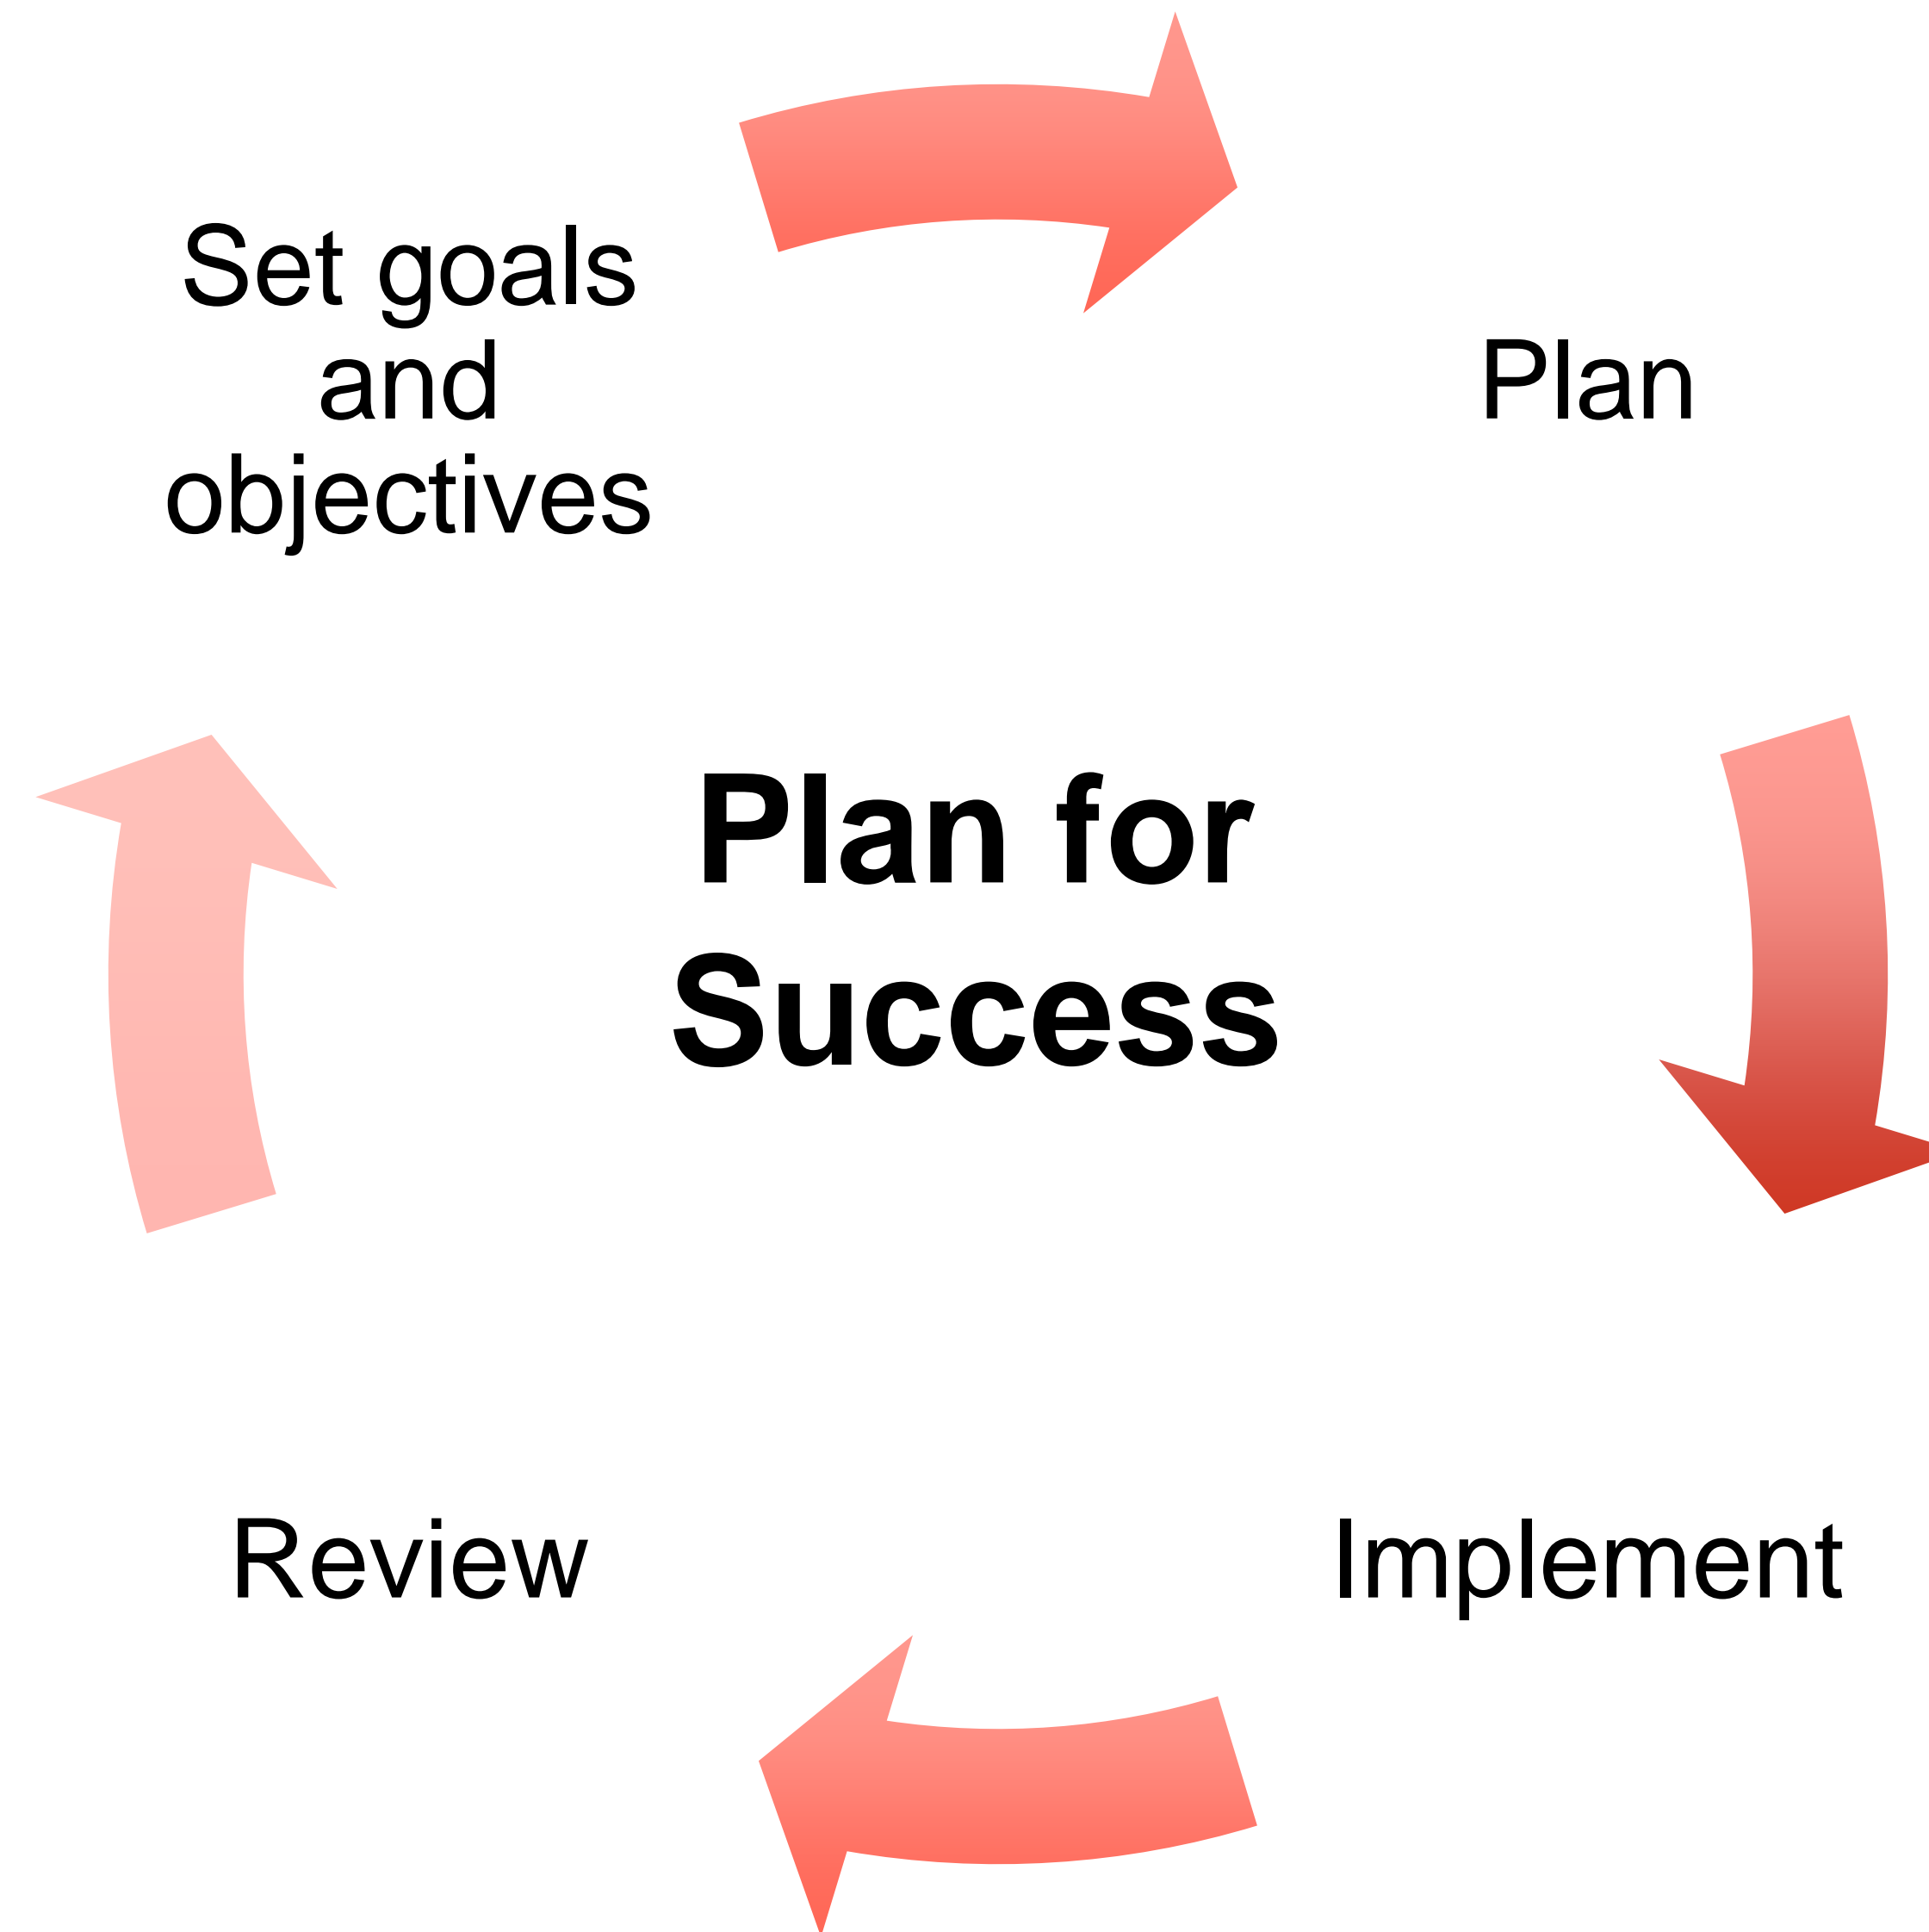 Set goals
and
objectives
Plan
Plan for
Success
Review
Implement